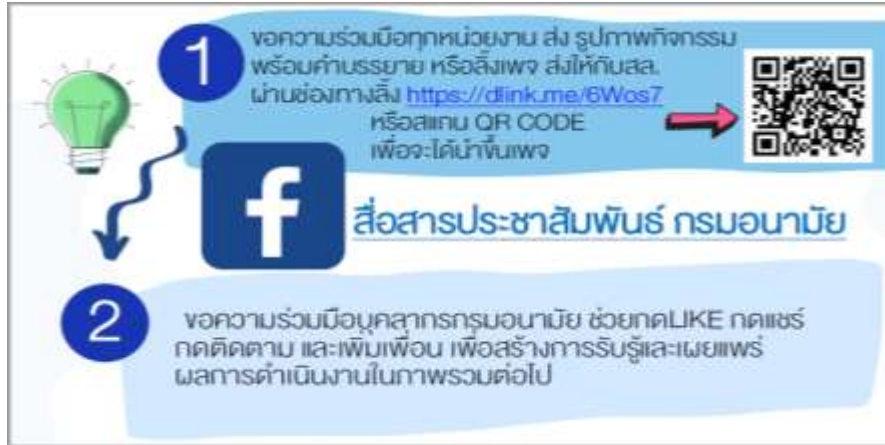 1
ขอความร่วมมือทุกหน่วยงาน ส่ง รูปภาพกิจกรรม
พร้อมคำบรรยาย หรือลิ้งเพจ ส่งให้กับสล.
ผ่านช่องทางลิ้ง https://dlink.me/6Wos7
หรือสแกน QR CODE
เพื่อจะได้นำขึ้นเพจ
f
สื่อสารประชาสัมพันธ์ กรมอนามัย
2
ขอความร่วมมือบุคลากรกรมอนามัย ช่วยกดLIKE กดแชร์
กดติดตาม และเพิ่มเพื่อน เพื่อสร้างการรับรู้และเผยแพร่
ผลการดำเนินงานในภาพรวมต่อไป